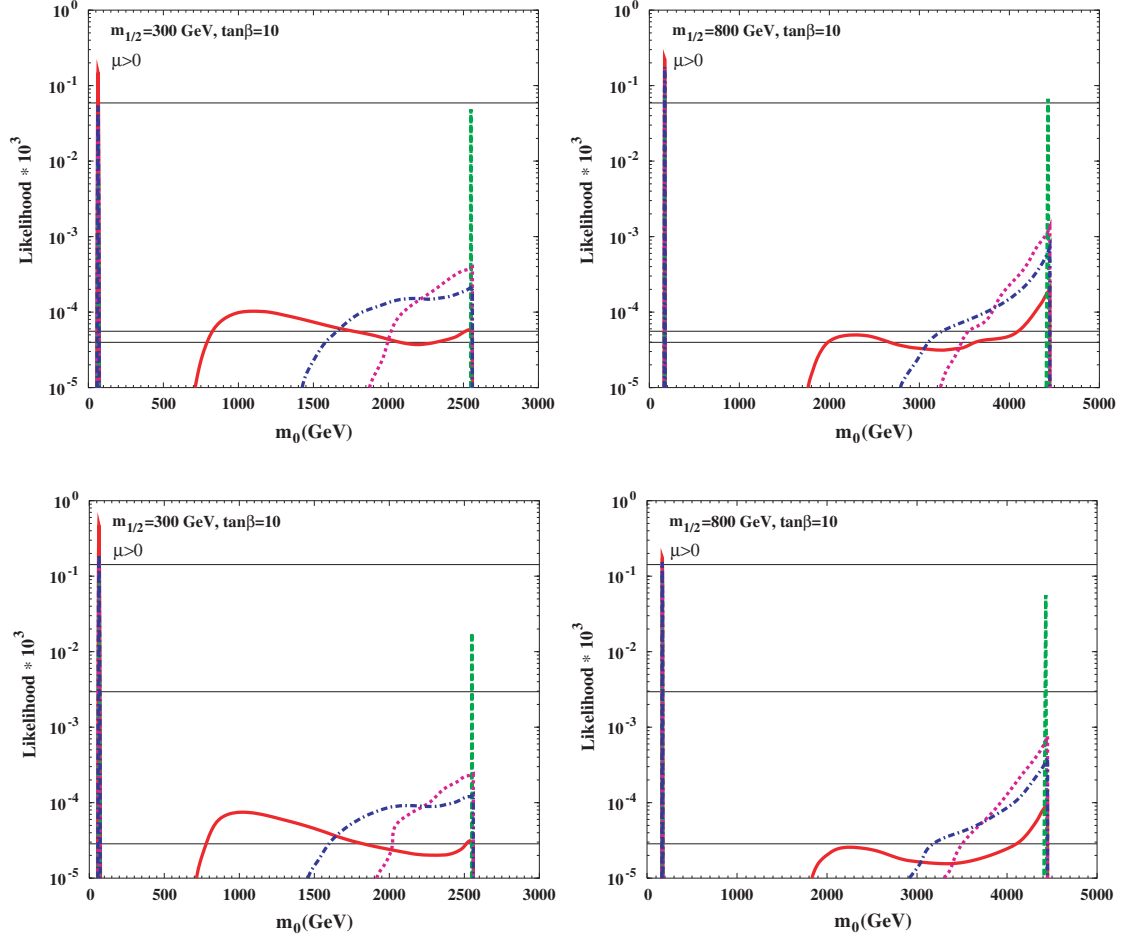 m1/2=300 GeV, tanβ=10
μ>0
10^0
10^-1
10^-2
10^-3
10^-4
10^-5
Likelihood * 10^3
0 500 1000 1500 2000 2500 3000
m0(GeV)
m1/2=800 GeV, tanβ=10
μ>0
10^0
10^-1
10^-2
10^-3
10^-4
10^-5
Likelihood * 10^3
0 1000 2000 3000 4000 5000
m0(GeV)
m1/2=300 GeV, tanβ=10
μ>0
10^0
10^-1
10^-2
10^-3
10^-4
10^-5
Likelihood * 10^3
0 500 1000 1500 2000 2500 3000
m0(GeV)
m1/2=800 GeV, tanβ=10
μ>0
10^0
10^-1
10^-2
10^-3
10^-4
10^-5
Likelihood * 10^3
0 1000 2000 3000 4000 5000
m0(GeV)